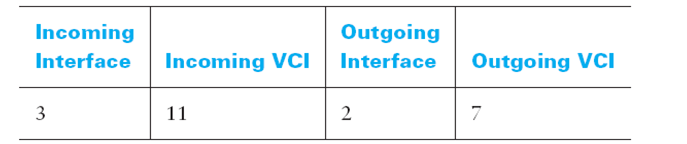 Incoming Outgoing
Interface Incoming VCI Interface Outgoing VCI
3 11 2 7